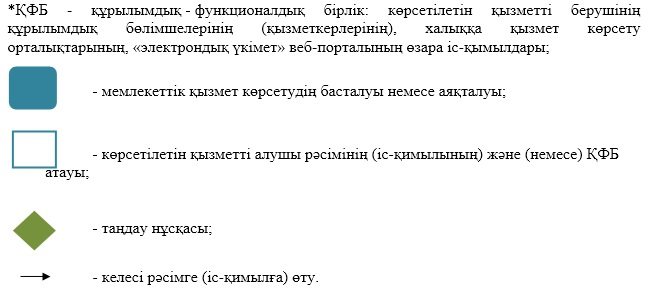 *ҚФБ - құрылымдық - функционалдық бірлік: көрсетілетін қызметті берушінің
құрылымдық бөлімшелерінің (қызметкерлерінің), халыққа қызмет көрсету
орталықтарының, «электрондық үкімет» веб-порталының өзара іс-қымылдары;
- мемлекеттік қызмет көрсетудің басталуы немесе аяқталуы;
- көрсетілетін қызметті алушы рәсімінің (іс-қимылының) және (немесе) ҚФБ
атауы;
- таңдау нұсқасы;
- келесі рәсімге (іс-қимылға) өту.